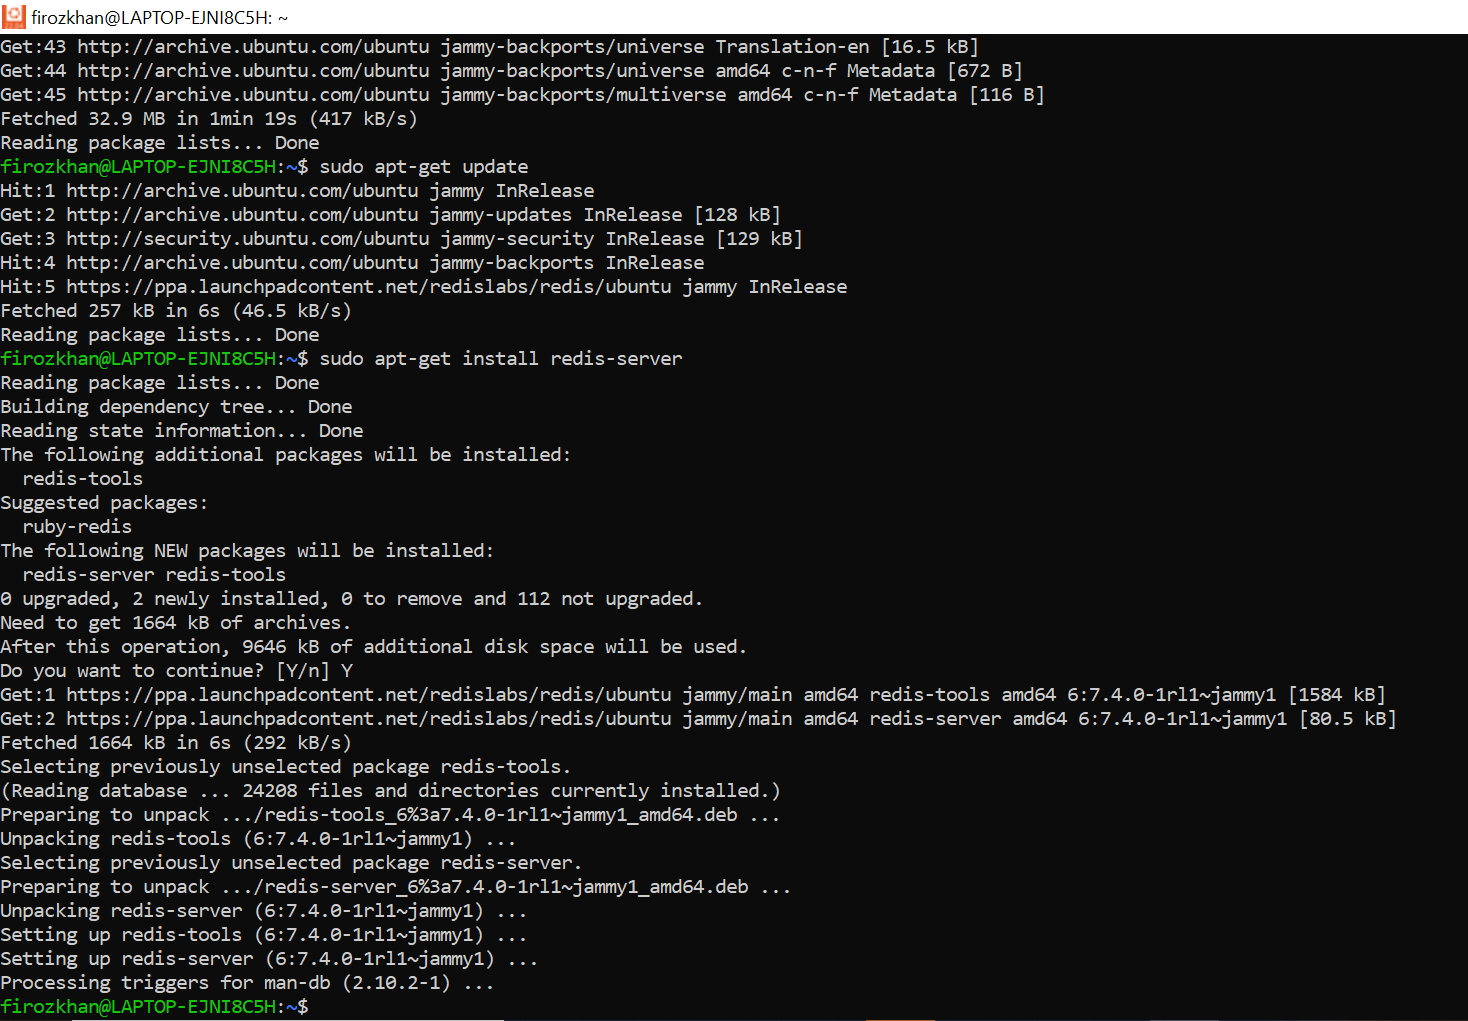 firozkhan@LAPTOP-EJNI8C5H: ~
Get:43 http://archive.ubuntu.com/ubuntu jammy-backports/universe Translation-en [16.5 kB]
Get:44 http://archive.ubuntu.com/ubuntu jammy-backports/universe amd64 c-n-f Metadata [672 B]
Get:45 http://archive.ubuntu.com/ubuntu jammy-backports/multiverse amd64 c-n-f Metadata [116 B]
Fetched 32.9 MB in 1min 19s (417 kB/s)
Reading package lists... Done
firozkhan@LAPTOP-EJNI8C5H:~$ sudo apt-get update
Hit:1 http://archive.ubuntu.com/ubuntu jammy InRelease
Get:2 http://archive.ubuntu.com/ubuntu jammy-updates InRelease [128 kB]
Get:3 http://security.ubuntu.com/ubuntu jammy-security InRelease [129 kB]
Hit:4 http://archive.ubuntu.com/ubuntu jammy-backports InRelease
Hit:5 https://ppa.launchpadcontent.net/redislabs/redis/ubuntu jammy InRelease
Fetched 257 kB in 6s (46.5 kB/s)
Reading package lists... Done
firozkhan@LAPTOP-EJNI8C5H:~$ sudo apt-get install redis-server
Reading package lists... Done
Building dependency tree... Done
Reading state information... Done
The following additional packages will be installed:
  redis-tools
Suggested packages:
  ruby-redis
The following NEW packages will be installed:
  redis-server redis-tools
0 upgraded, 2 newly installed, 0 to remove and 112 not upgraded.
Need to get 1664 kB of archives.
After this operation, 9646 kB of additional disk space will be used.
Do you want to continue? [Y/n] Y
Get:1 https://ppa.launchpadcontent.net/redislabs/redis/ubuntu jammy/main amd64 redis-tools amd64 6:7.4.0-1rl1~jammy1 [1584 kB]
Get:2 https://ppa.launchpadcontent.net/redislabs/redis/ubuntu jammy/main amd64 redis-server amd64 6:7.4.0-1rl1~jammy1 [80.5 kB]
Fetched 1664 kB in 6s (292 kB/s)
Selecting previously unselected package redis-tools.
(Reading database ... 24208 files and directories currently installed.)
Preparing to unpack .../redis-tools_6%3a7.4.0-1rl1~jammy1_amd64.deb ...
Unpacking redis-tools (6:7.4.0-1rl1~jammy1) ...
Selecting previously unselected package redis-server.
Preparing to unpack .../redis-server_6%3a7.4.0-1rl1~jammy1_amd64.deb ...
Unpacking redis-server (6:7.4.0-1rl1~jammy1) ...
Setting up redis-tools (6:7.4.0-1rl1~jammy1) ...
Setting up redis-server (6:7.4.0-1rl1~jammy1) ...
Processing triggers for man-db (2.10.2-1) ...
firozkhan@LAPTOP-EJNI8C5H:~$